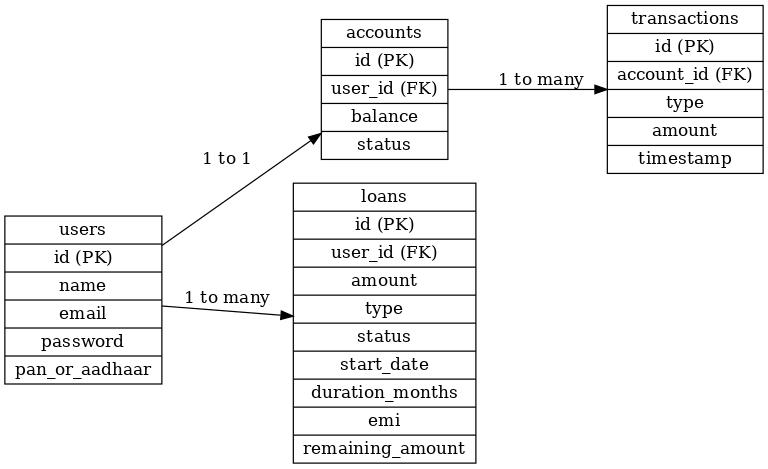 users
id (PK)
name
email
password
pan_or_aadhaar
1 to 1
1 to many
accounts
id (PK)
user_id (FK)
balance
status
loans
id (PK)
user_id (FK)
amount
type
status
start_date
duration_months
emi
remaining_amount
1 to many
transactions
id (PK)
account_id (FK)
type
amount
timestamp